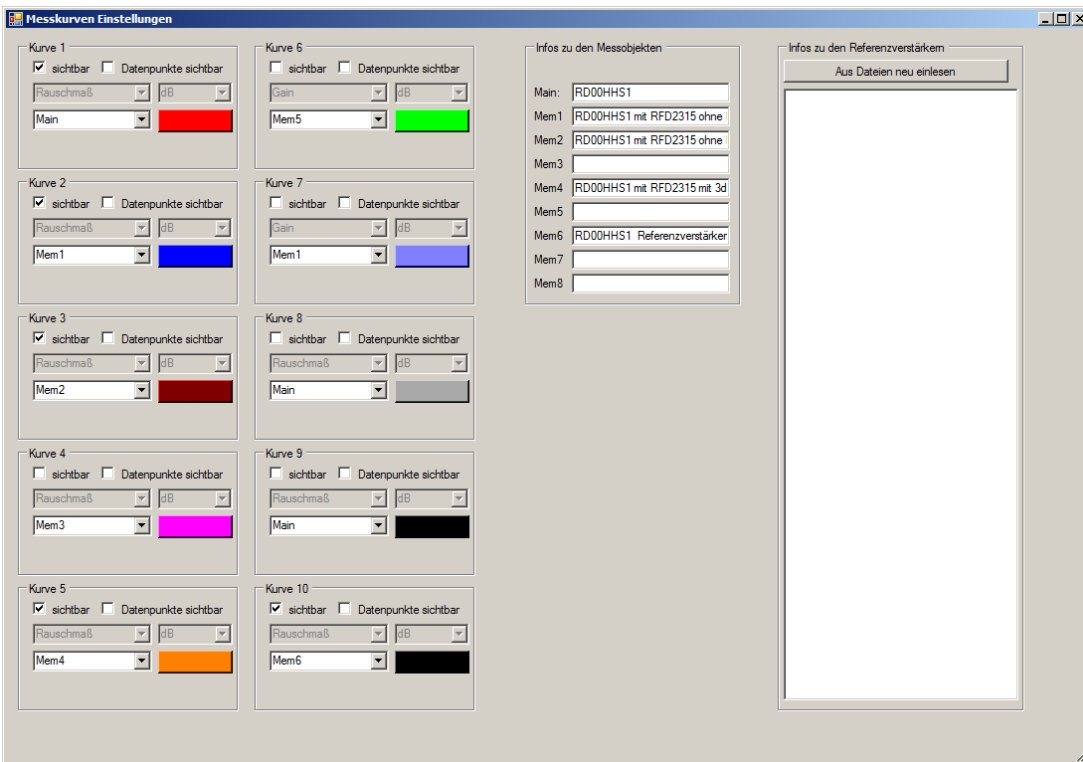 Messkurven Einstellungen
Kurve 1
sichtbar Datenpunkte sichtbar
Rauschmaß dB
Main
Kurve 2
sichtbar Datenpunkte sichtbar
Rauschmaß dB
Mem1
Kurve 3
sichtbar Datenpunkte sichtbar
Rauschmaß dB
Mem2
Kurve 4
sichtbar Datenpunkte sichtbar
Rauschmaß dB
Mem3
Kurve 5
sichtbar Datenpunkte sichtbar
Rauschmaß dB
Mem4
Kurve 6
sichtbar Datenpunkte sichtbar
Gain dB
Mem5
Kurve 7
sichtbar Datenpunkte sichtbar
Gain dB
Mem1
Kurve 8
sichtbar Datenpunkte sichtbar
Rauschmaß dB
Main
Kurve 9
sichtbar Datenpunkte sichtbar
Rauschmaß dB
Main
Kurve 10
sichtbar Datenpunkte sichtbar
Rauschmaß dB
Mem6
Infos zu den Messobjekten
Main: RD00HHS1
Mem1 RD00HHS1 mit RFD2315 ohne
Mem2 RD00HHS1 mit RFD2315 ohne
Mem3
Mem4 RD00HHS1 mit RFD2315 mit 3d
Mem5
Mem6 RD00HHS1 Referenzverstärker
Mem7
Mem8
Infos zu den Referenzverstärkern
Aus Dateien neu einlesen